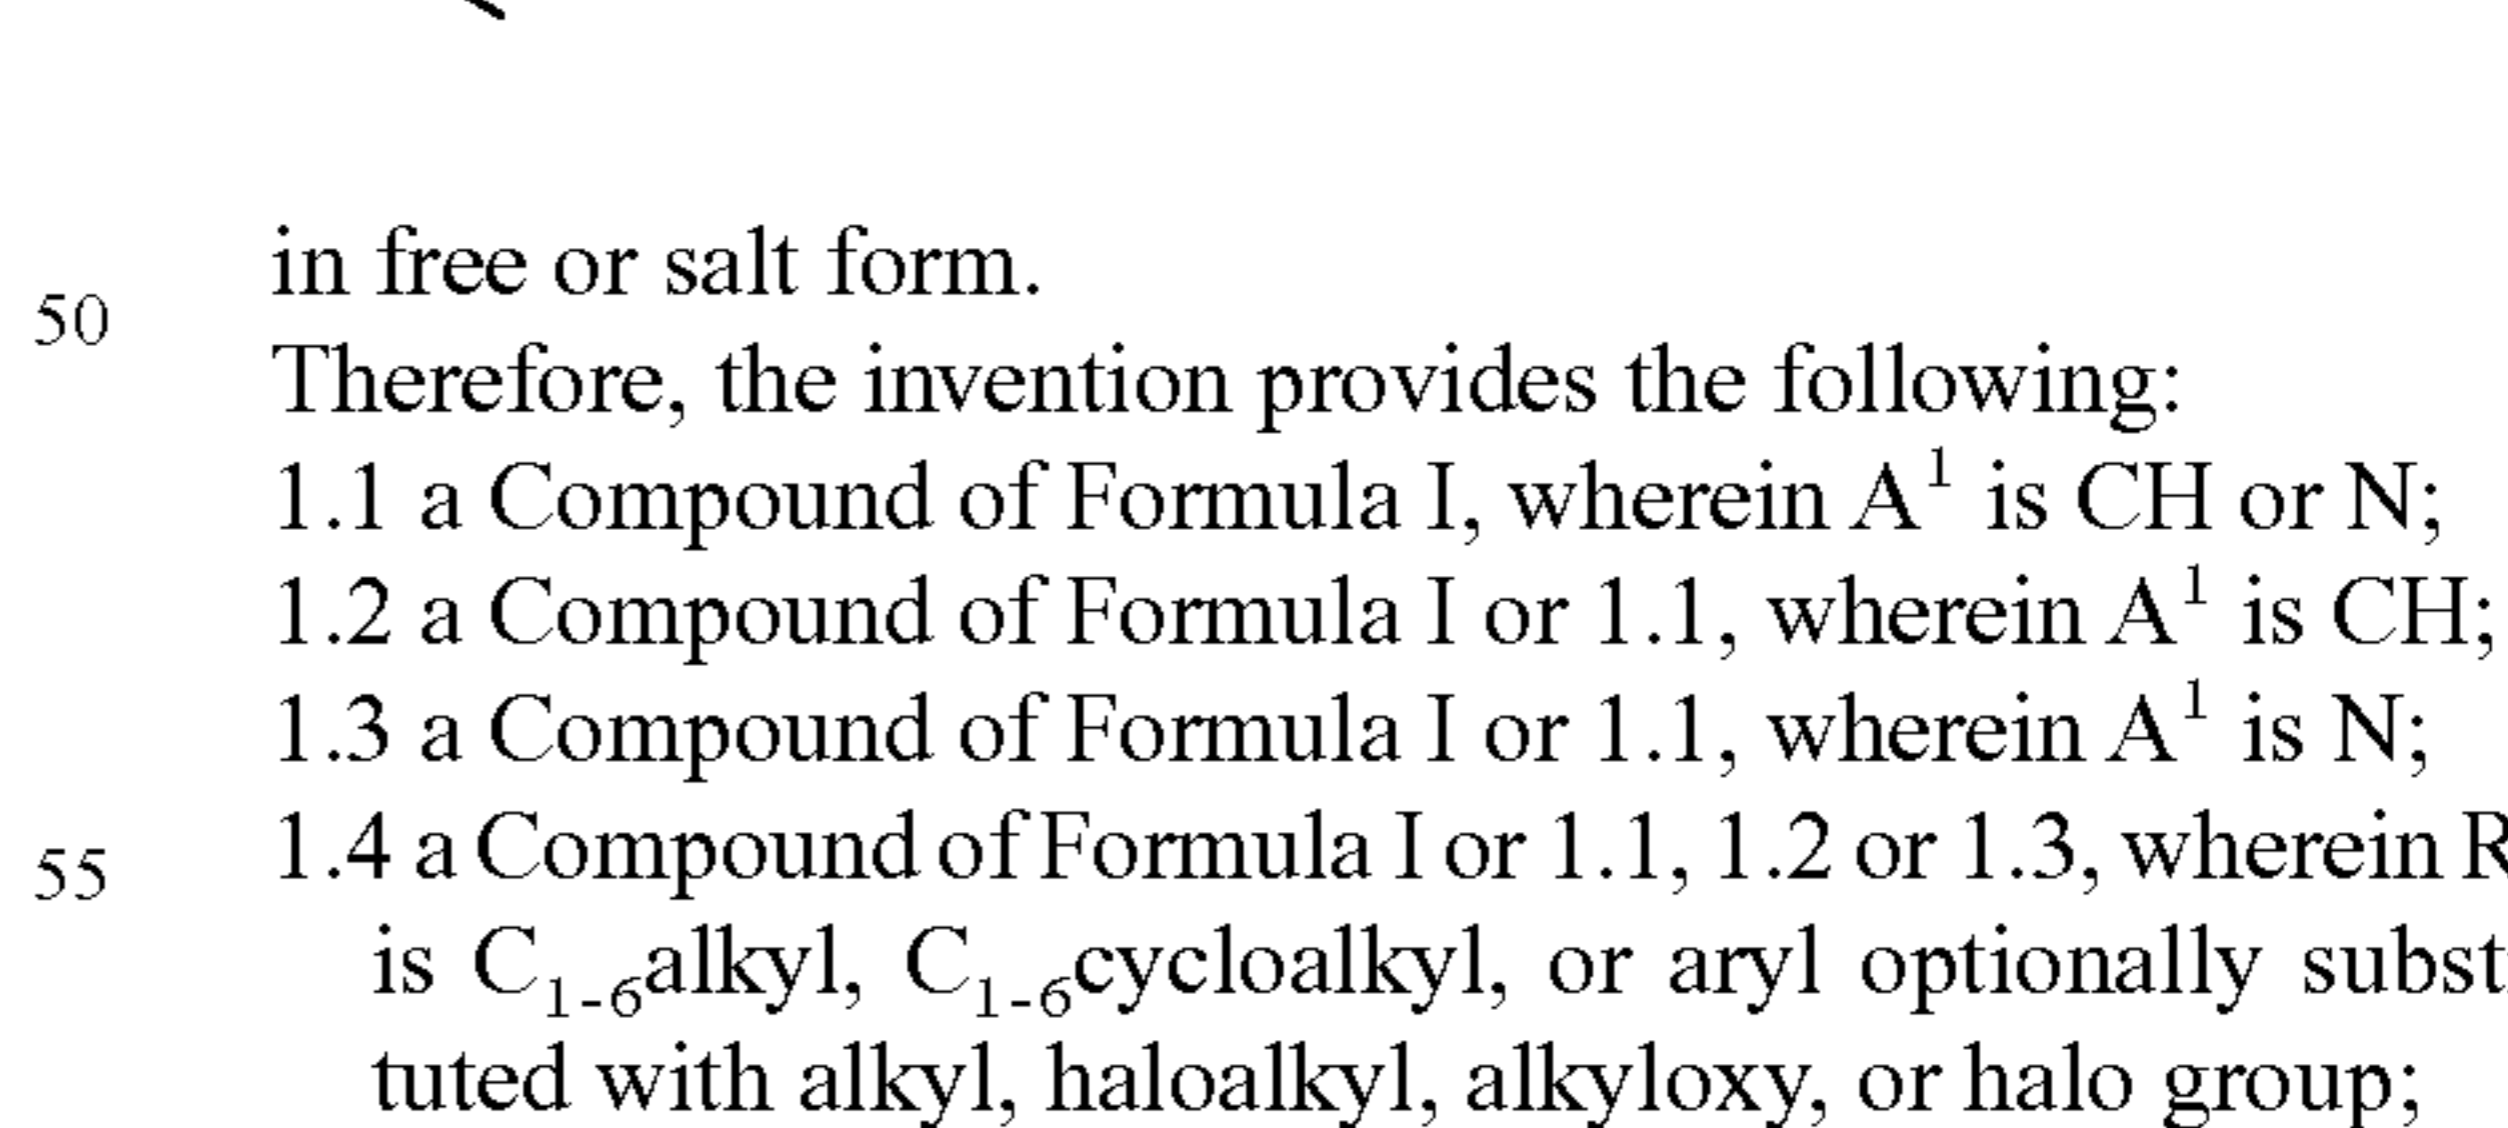 in free or salt form.
50
Therefore, the invention provides the following:
1.1 a Compound of Formula I, wherein A¹ is CH or N;
1.2 a Compound of Formula I or 1.1, wherein A¹ is CH;
1.3 a Compound of Formula I or 1.1, wherein A¹ is N;
55 1.4 a Compound of Formula I or 1.1, 1.2 or 1.3, wherein R
is C₁₋₆alkyl, C₁₋₆cycloalkyl, or aryl optionally substi
tuted with alkyl, haloalkyl, alkyloxy, or halo group;